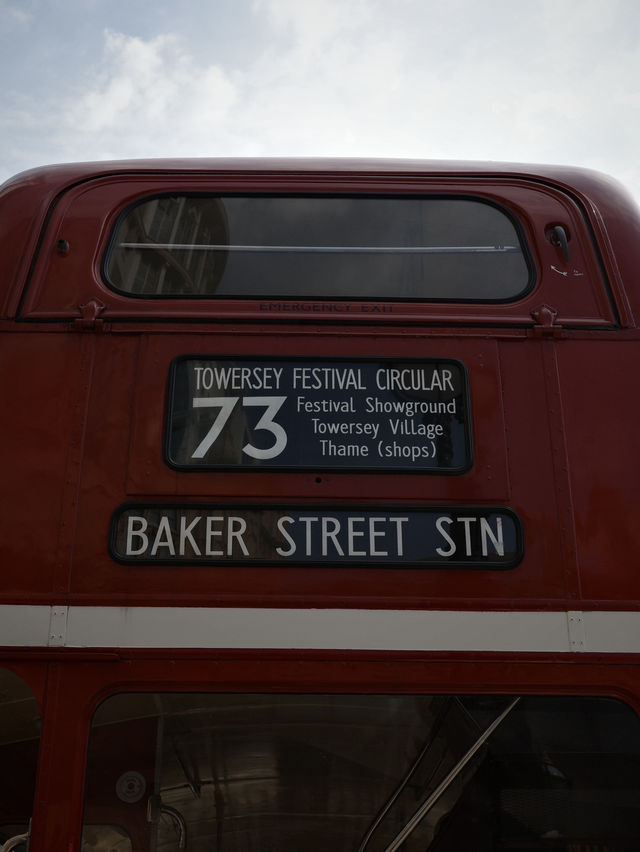 EMERGENCY EXIT
TOWERSEY FESTIVAL CIRCULAR
73
Festival Showground
Towersey Village
Thame (shops)
BAKER STREET STN